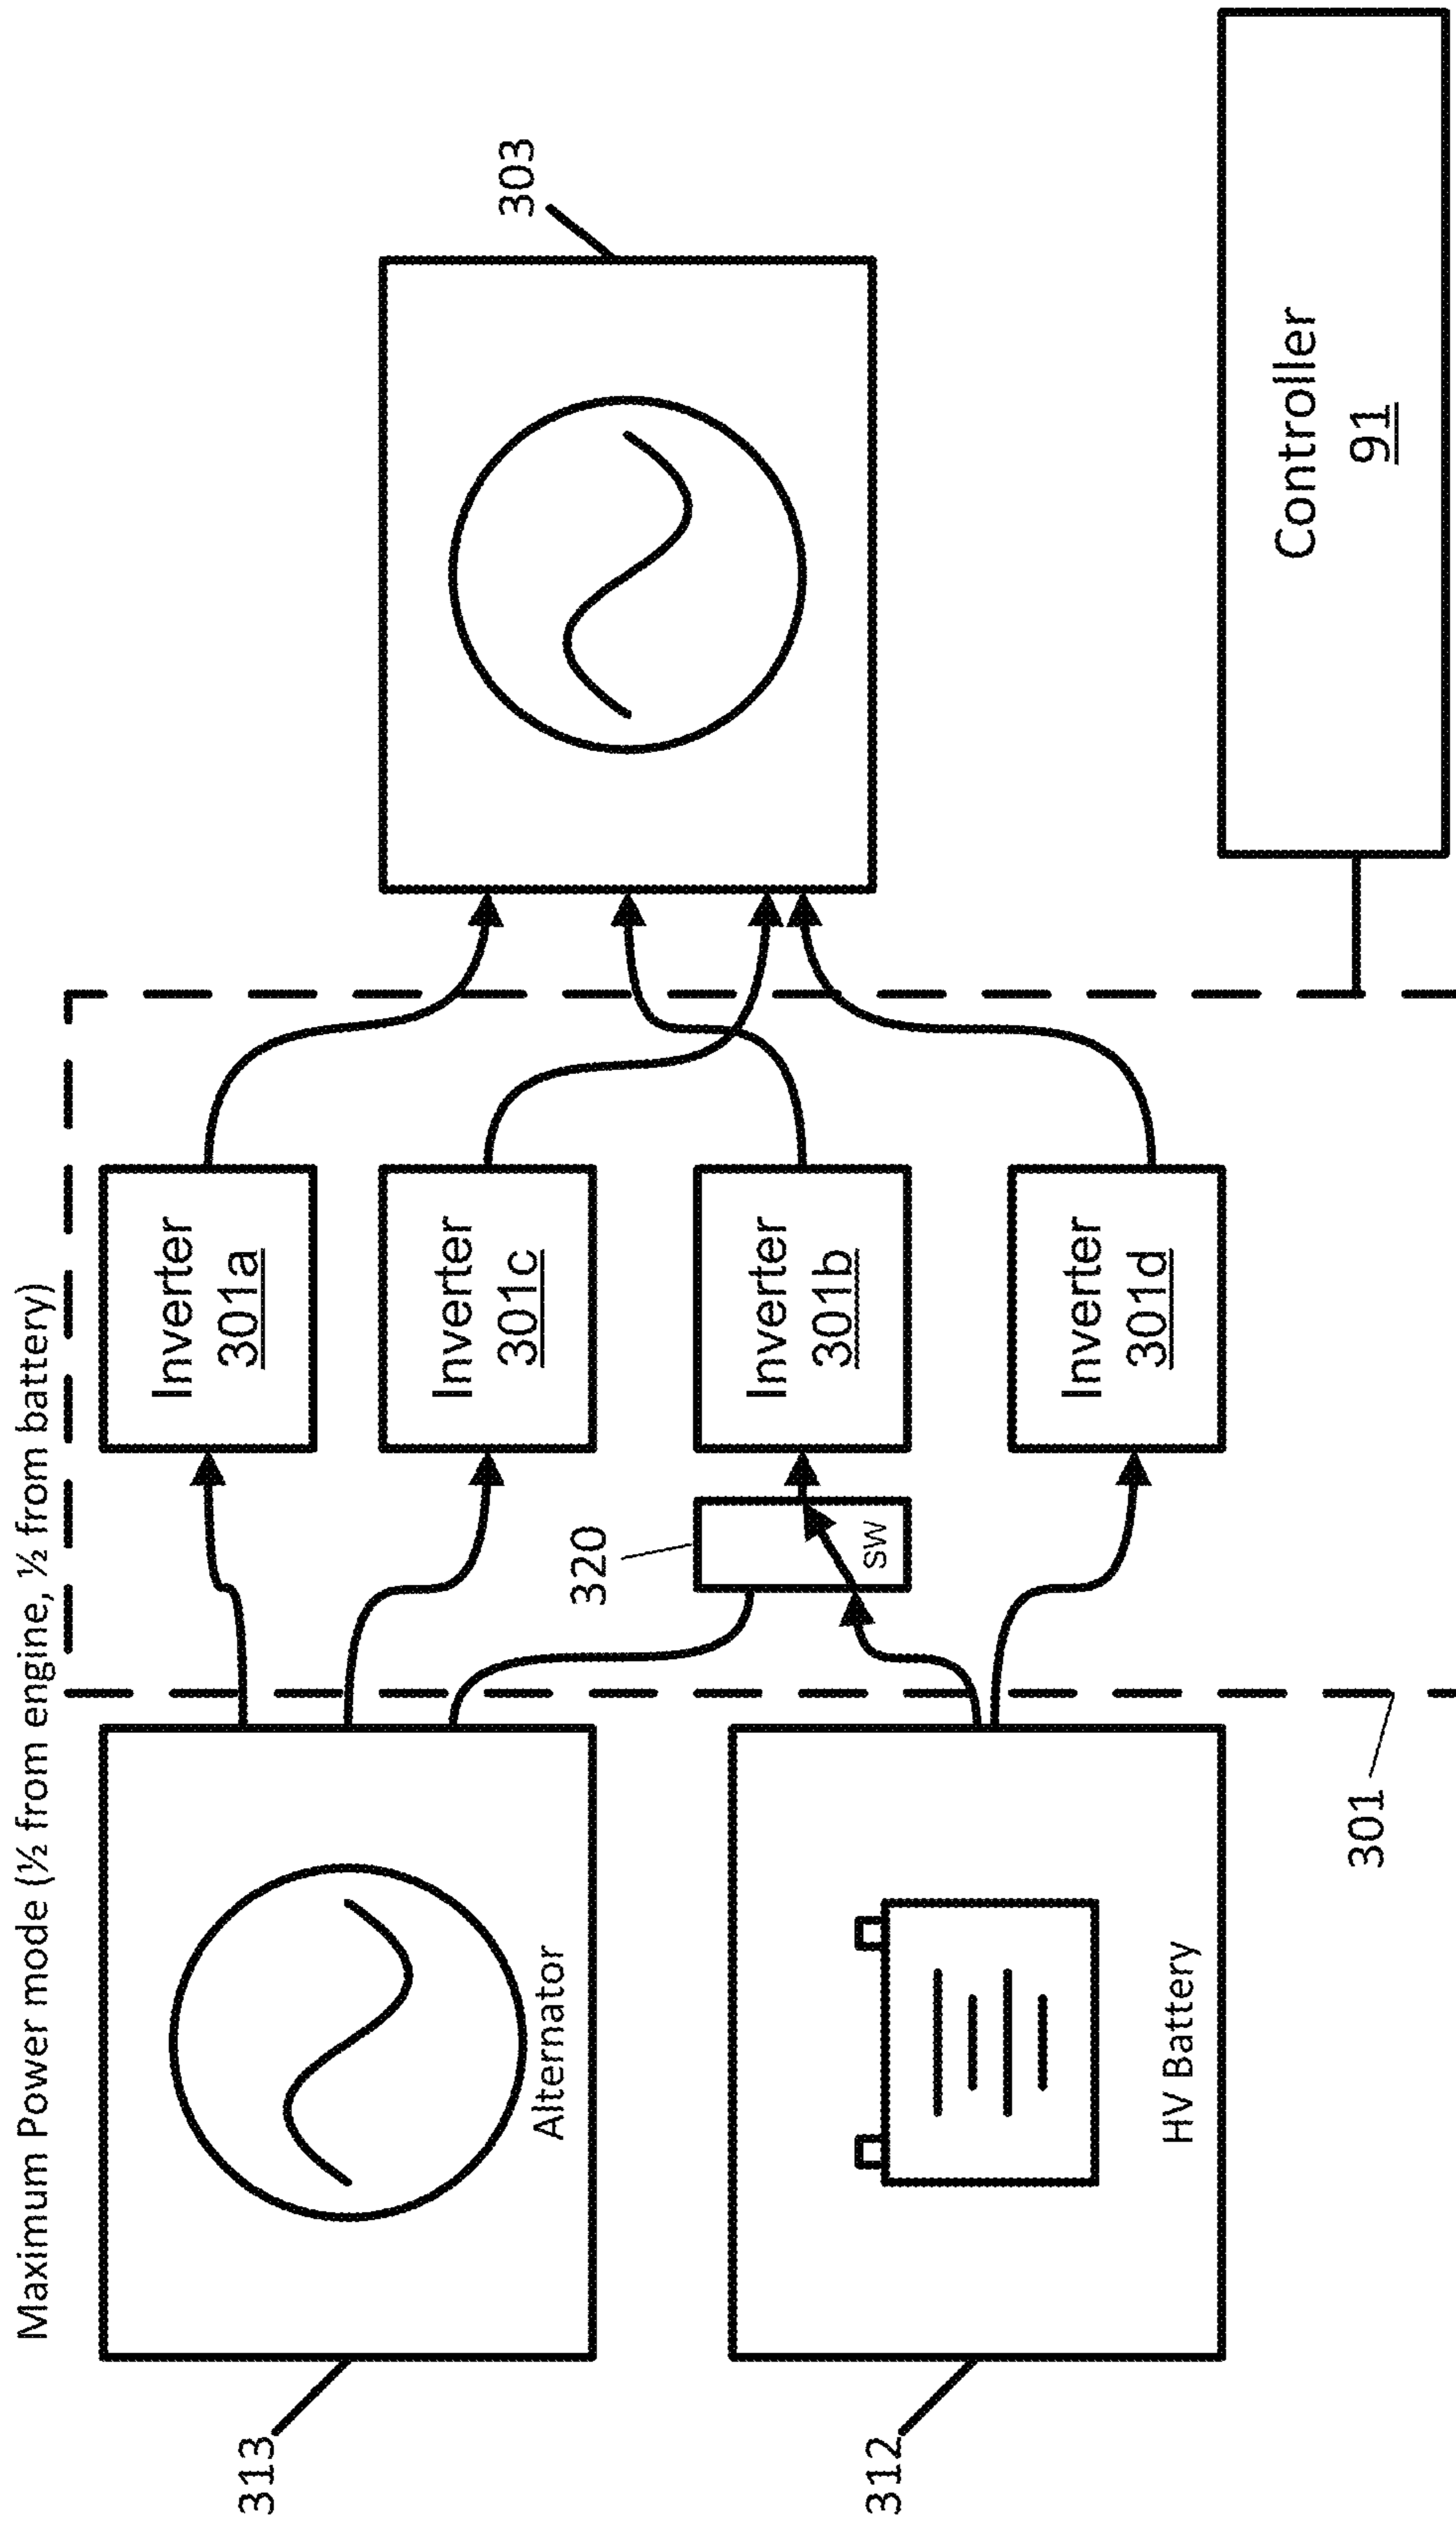 Maximum Power mode (½ from engine, ½ from battery)
313
Alternator
312
HV Battery
301
320
SW
Inverter
301a
Inverter
301c
Inverter
301b
Inverter
301d
303
Controller
91